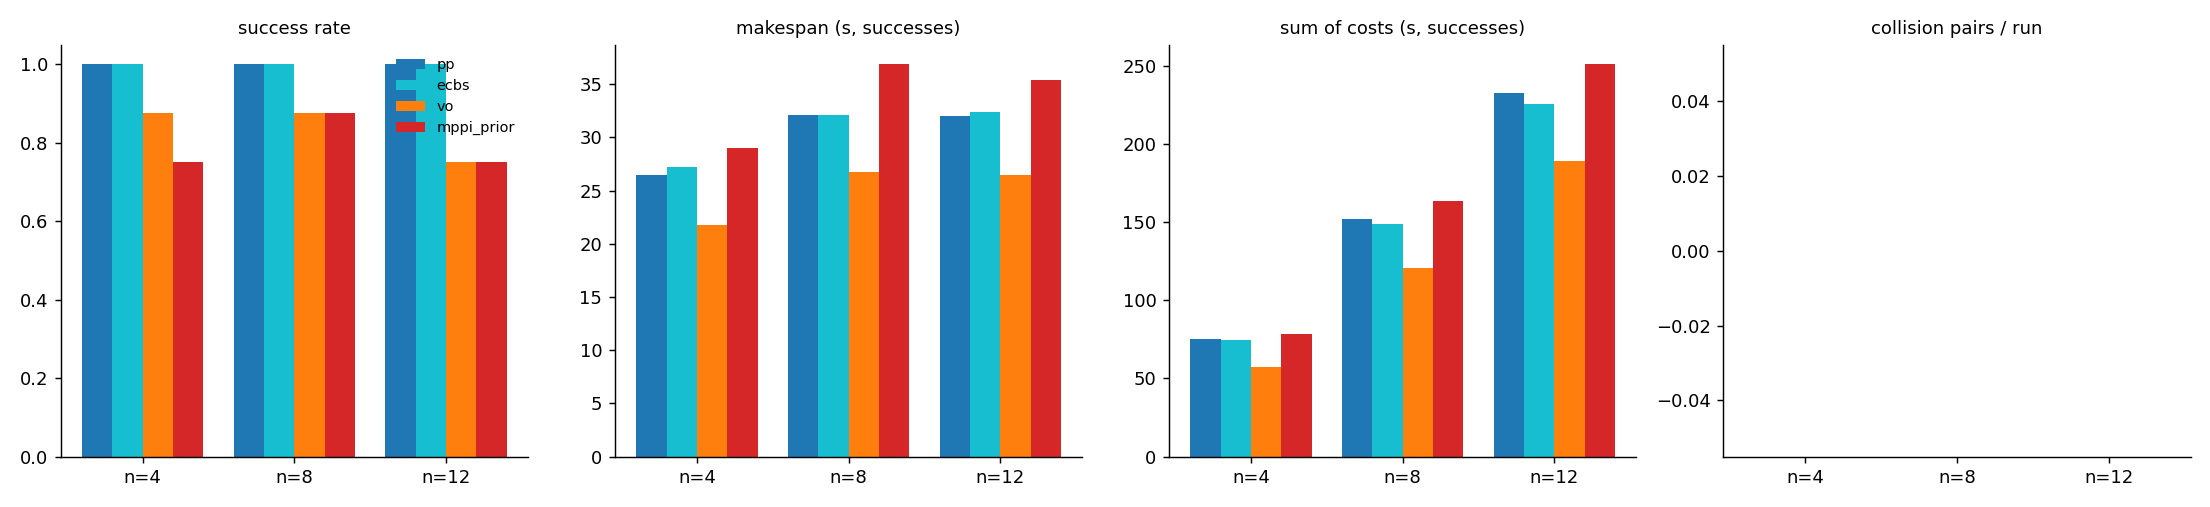 success rate
1.0
0.8
0.6
0.4
0.2
0.0
n=4
n=8
n=12
pp
ecbs
vo
mppi_prior
makespan (s, successes)
35
30
25
20
15
10
5
0
n=4
n=8
n=12
sum of costs (s, successes)
250
200
150
100
50
0
n=4
n=8
n=12
collision pairs / run
0.04
0.02
0.00
−0.02
−0.04
n=4
n=8
n=12